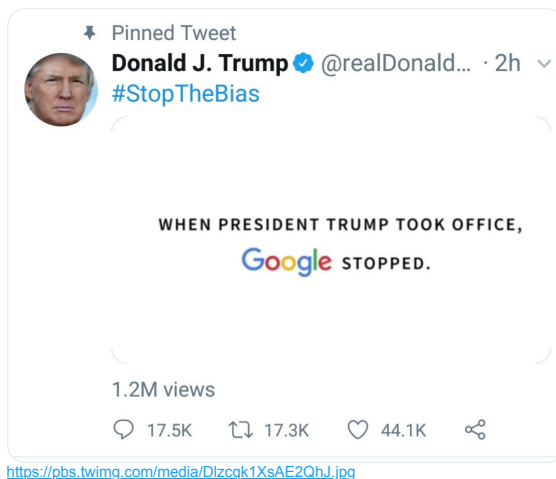 Pinned Tweet
Donald J. Trump @realDonald... · 2h
#StopTheBias
WHEN PRESIDENT TRUMP TOOK OFFICE,
Google STOPPED.
1.2M views
17.5K 17.3K 44.1K
https://pbs.twimg.com/media/Dlzcqk1XsAE2QhJ.jpg